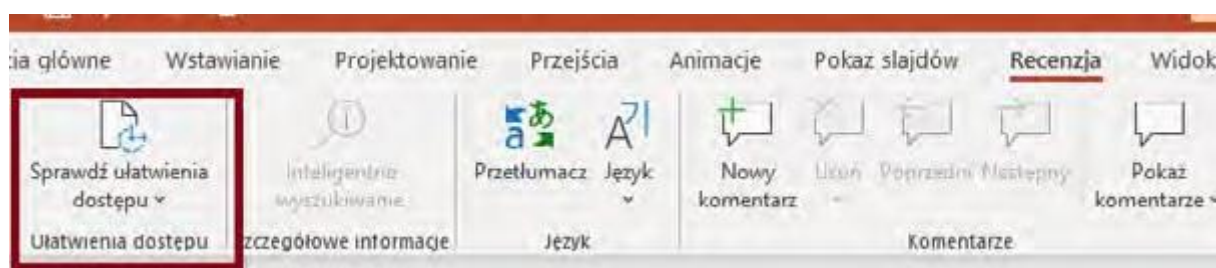 cia główne Wstawianie Projektowanie Przejścia Animacje Pokaz slajdów Recenzja Widok
Sprawdź ułatwienia dostępu
Inteligentne wyszukiwanie
Przetłumacz
Język
Nowy komentarz
Usuń
Poprzedni
Następny
Pokaż komentarze
Ułatwienia dostępu
zczegółowe informacje
Język
Komentarze